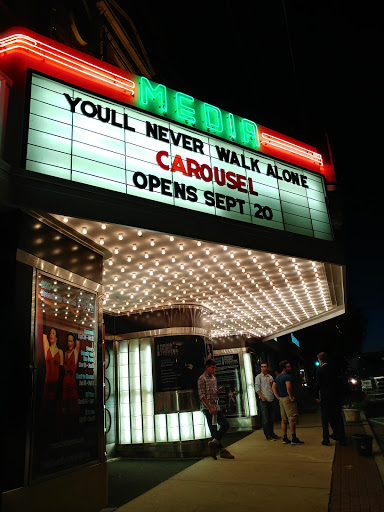 MEDIA
YOULL NEVER WALK ALONE
CAROUSEL
OPENS SEPT 20